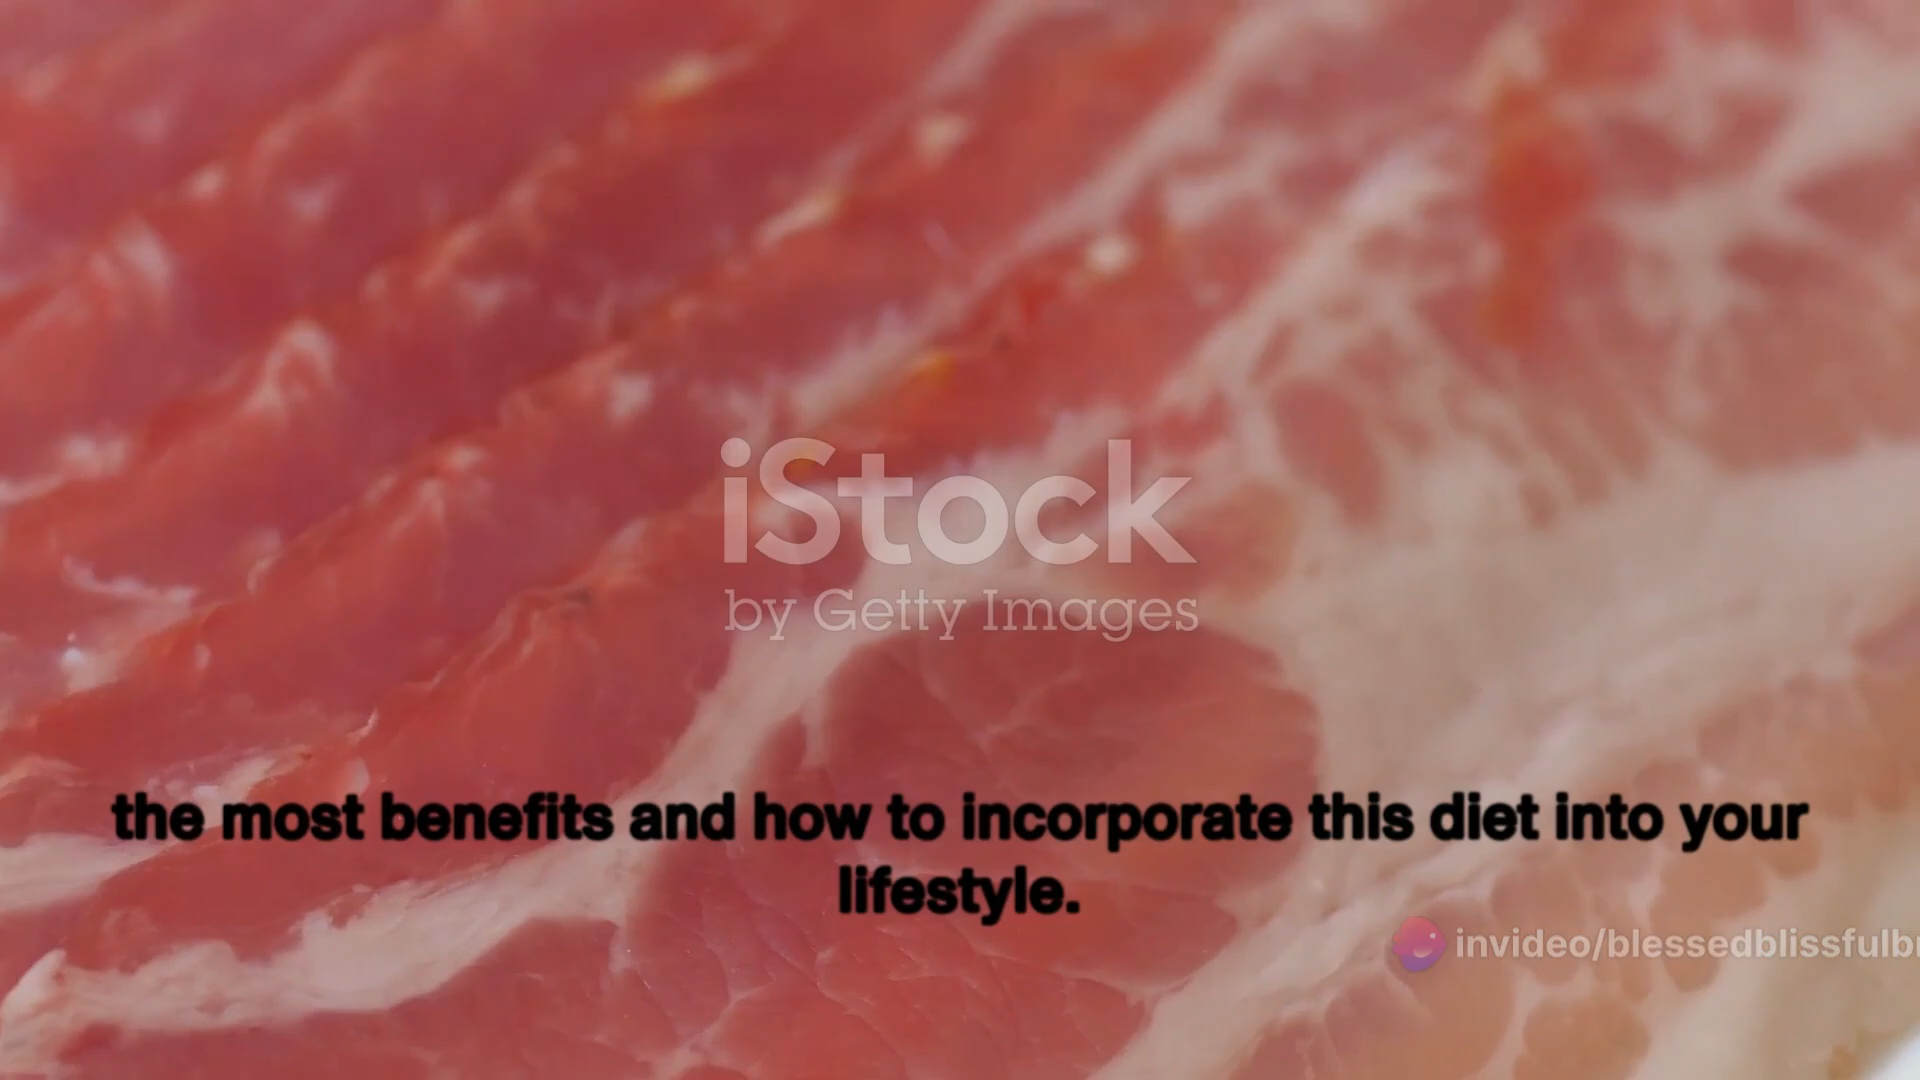 iStock
by Getty Images
the most benefits and how to incorporate this diet into your
lifestyle.
invideo/blessedblissfulb